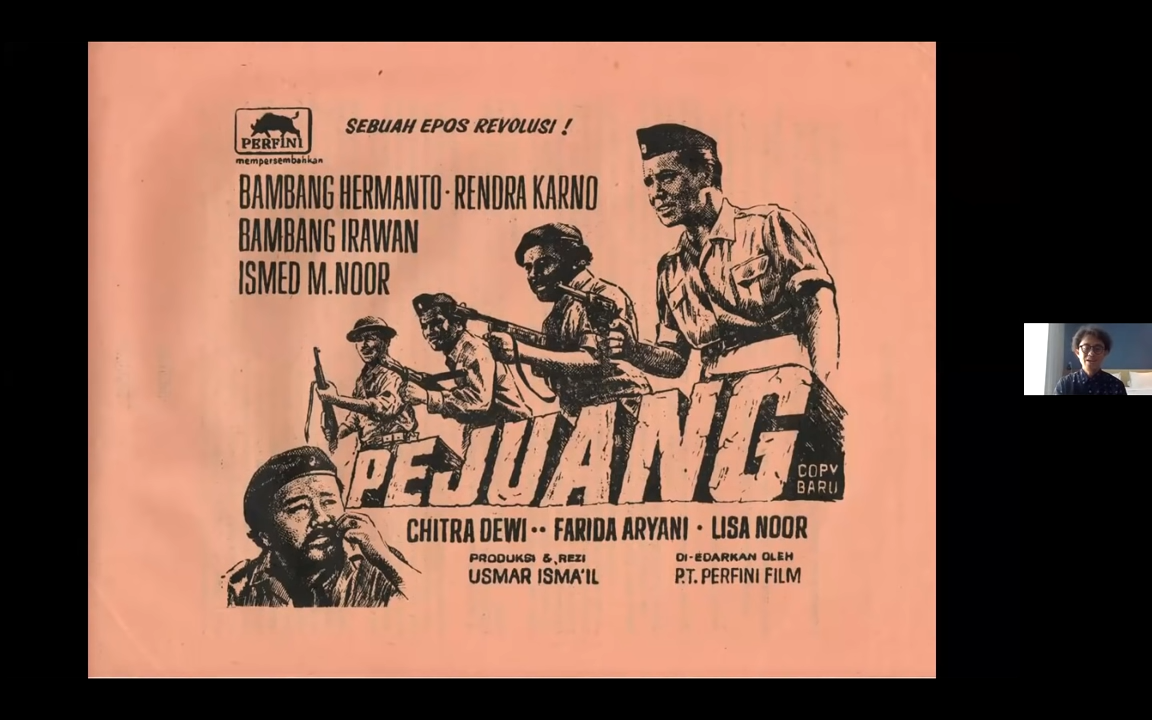 PERFINI
mempersembahkan
SEBUAH EPOS REVOLUSI !
BAMBANG HERMANTO · RENDRA KARNO
BAMBANG IRAWAN
ISMED M. NOOR
PEJUANG
COPY
BARU
CHITRA DEWI ·· FARIDA ARYANI · LISA NOOR
PRODUKSI &, REZI
USMAR ISMA'IL
DI-EDARKAN OLEH
P.T. PERFINI FILM